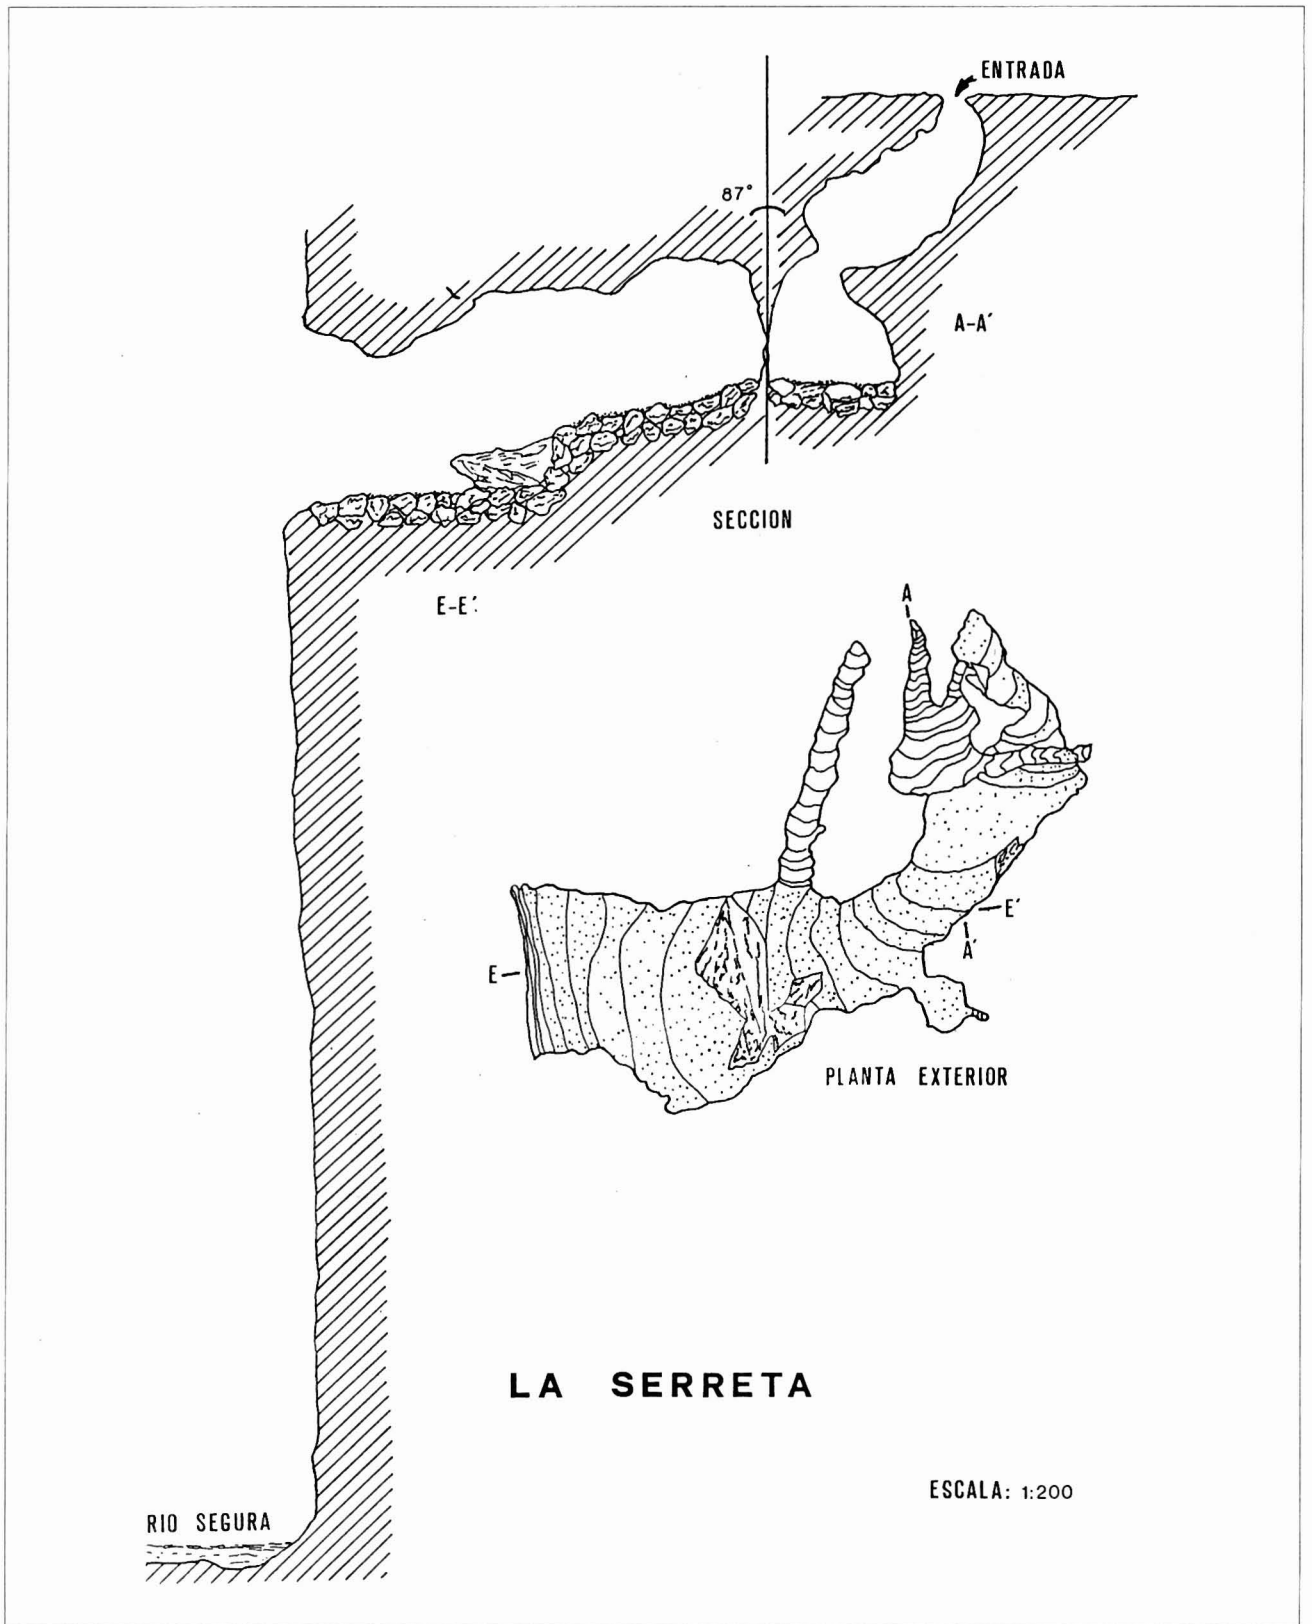 ENTRADA
87°
A-A´
SECCION
E-E´
A
E´
A´
E
PLANTA EXTERIOR
LA SERRETA
ESCALA: 1:200
RIO SEGURA